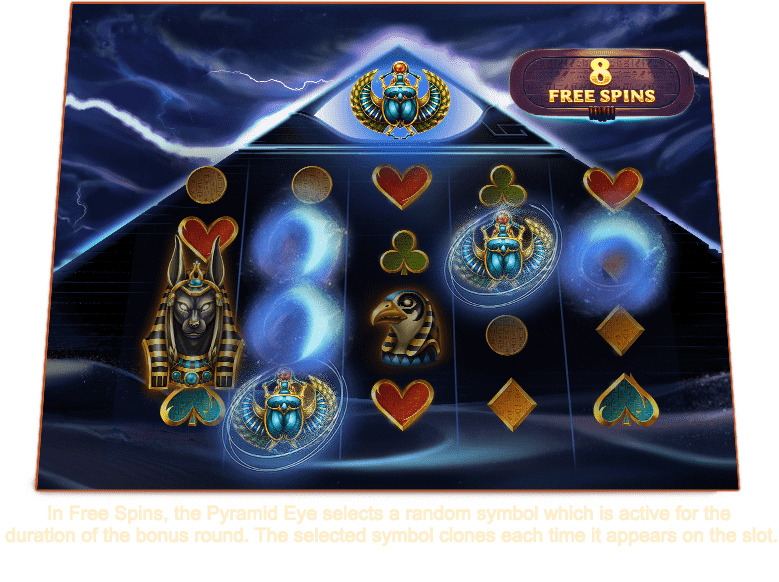 8
FREE SPINS
In Free Spins, the Pyramid Eye selects a random symbol which is active for the
duration of the bonus round. The selected symbol clones each time it appears on the slot.